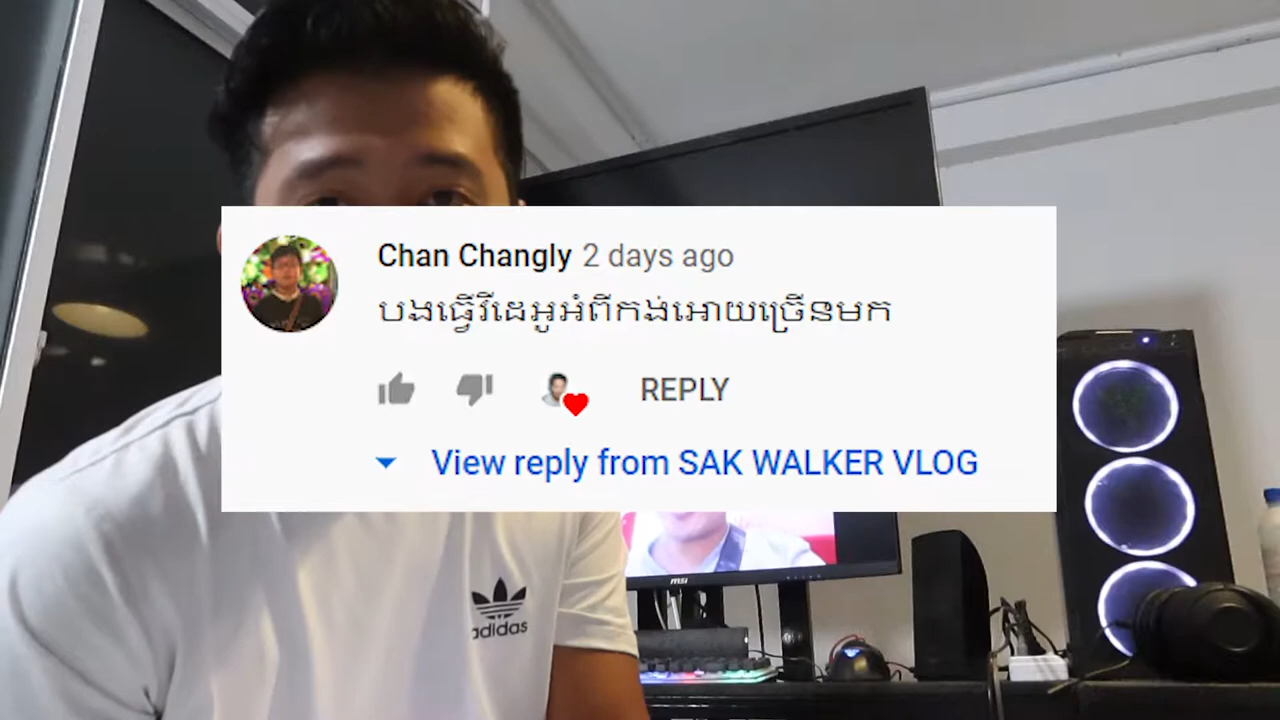 Chan Changly 2 days ago
បងធ្វើវីដេអូអំពីកង់អោយច្រើនមក
REPLY
View reply from SAK WALKER VLOG
msi
adidas